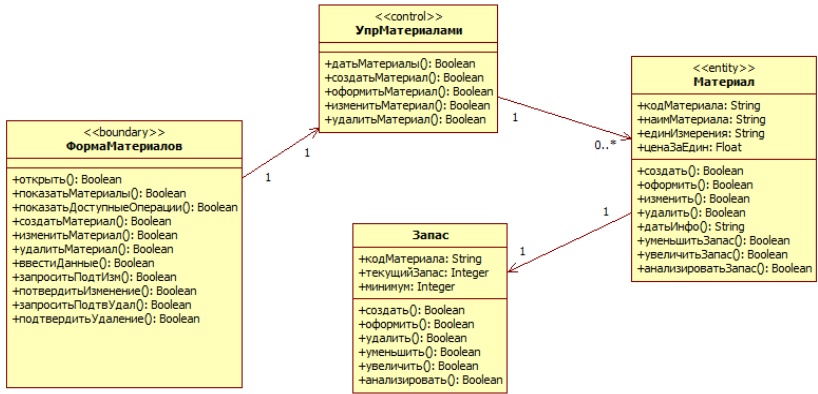 <<control>>
УпрМатериалами
+датьМатериалы(): Boolean
+создатьМатериал(): Boolean
+оформитьМатериал(): Boolean
+изменитьМатериал(): Boolean
+удалитьМатериал(): Boolean
<<boundary>>
ФормаМатериалов
+открыть(): Boolean
+показатьМатериалы(): Boolean
+показатьДоступныеОперации(): Boolean
+создатьМатериал(): Boolean
+изменитьМатериал(): Boolean
+удалитьМатериал(): Boolean
+ввестиДанные(): Boolean
+запроситьПодтИзм(): Boolean
+потвердитьИзменение(): Boolean
+запроситьПодтвУдал(): Boolean
+подтвердитьУдаление(): Boolean
1
1
1
0..*
<<entity>>
Материал
+кодМатериала: String
+наимМатериала: String
+единИзмерения: String
+ценаЗаЕдин: Float
+создать(): Boolean
+оформить(): Boolean
+изменить(): Boolean
+удалить(): Boolean
+датьИнфо(): String
+уменьшитьЗапас(): Boolean
+увеличитьЗапас(): Boolean
+анализироватьЗапас(): Boolean
1
1
Запас
+кодМатериала: String
+текущийЗапас: Integer
+минимум: Integer
+создать(): Boolean
+оформить(): Boolean
+удалить(): Boolean
+уменьшить(): Boolean
+увеличить(): Boolean
+анализировать(): Boolean